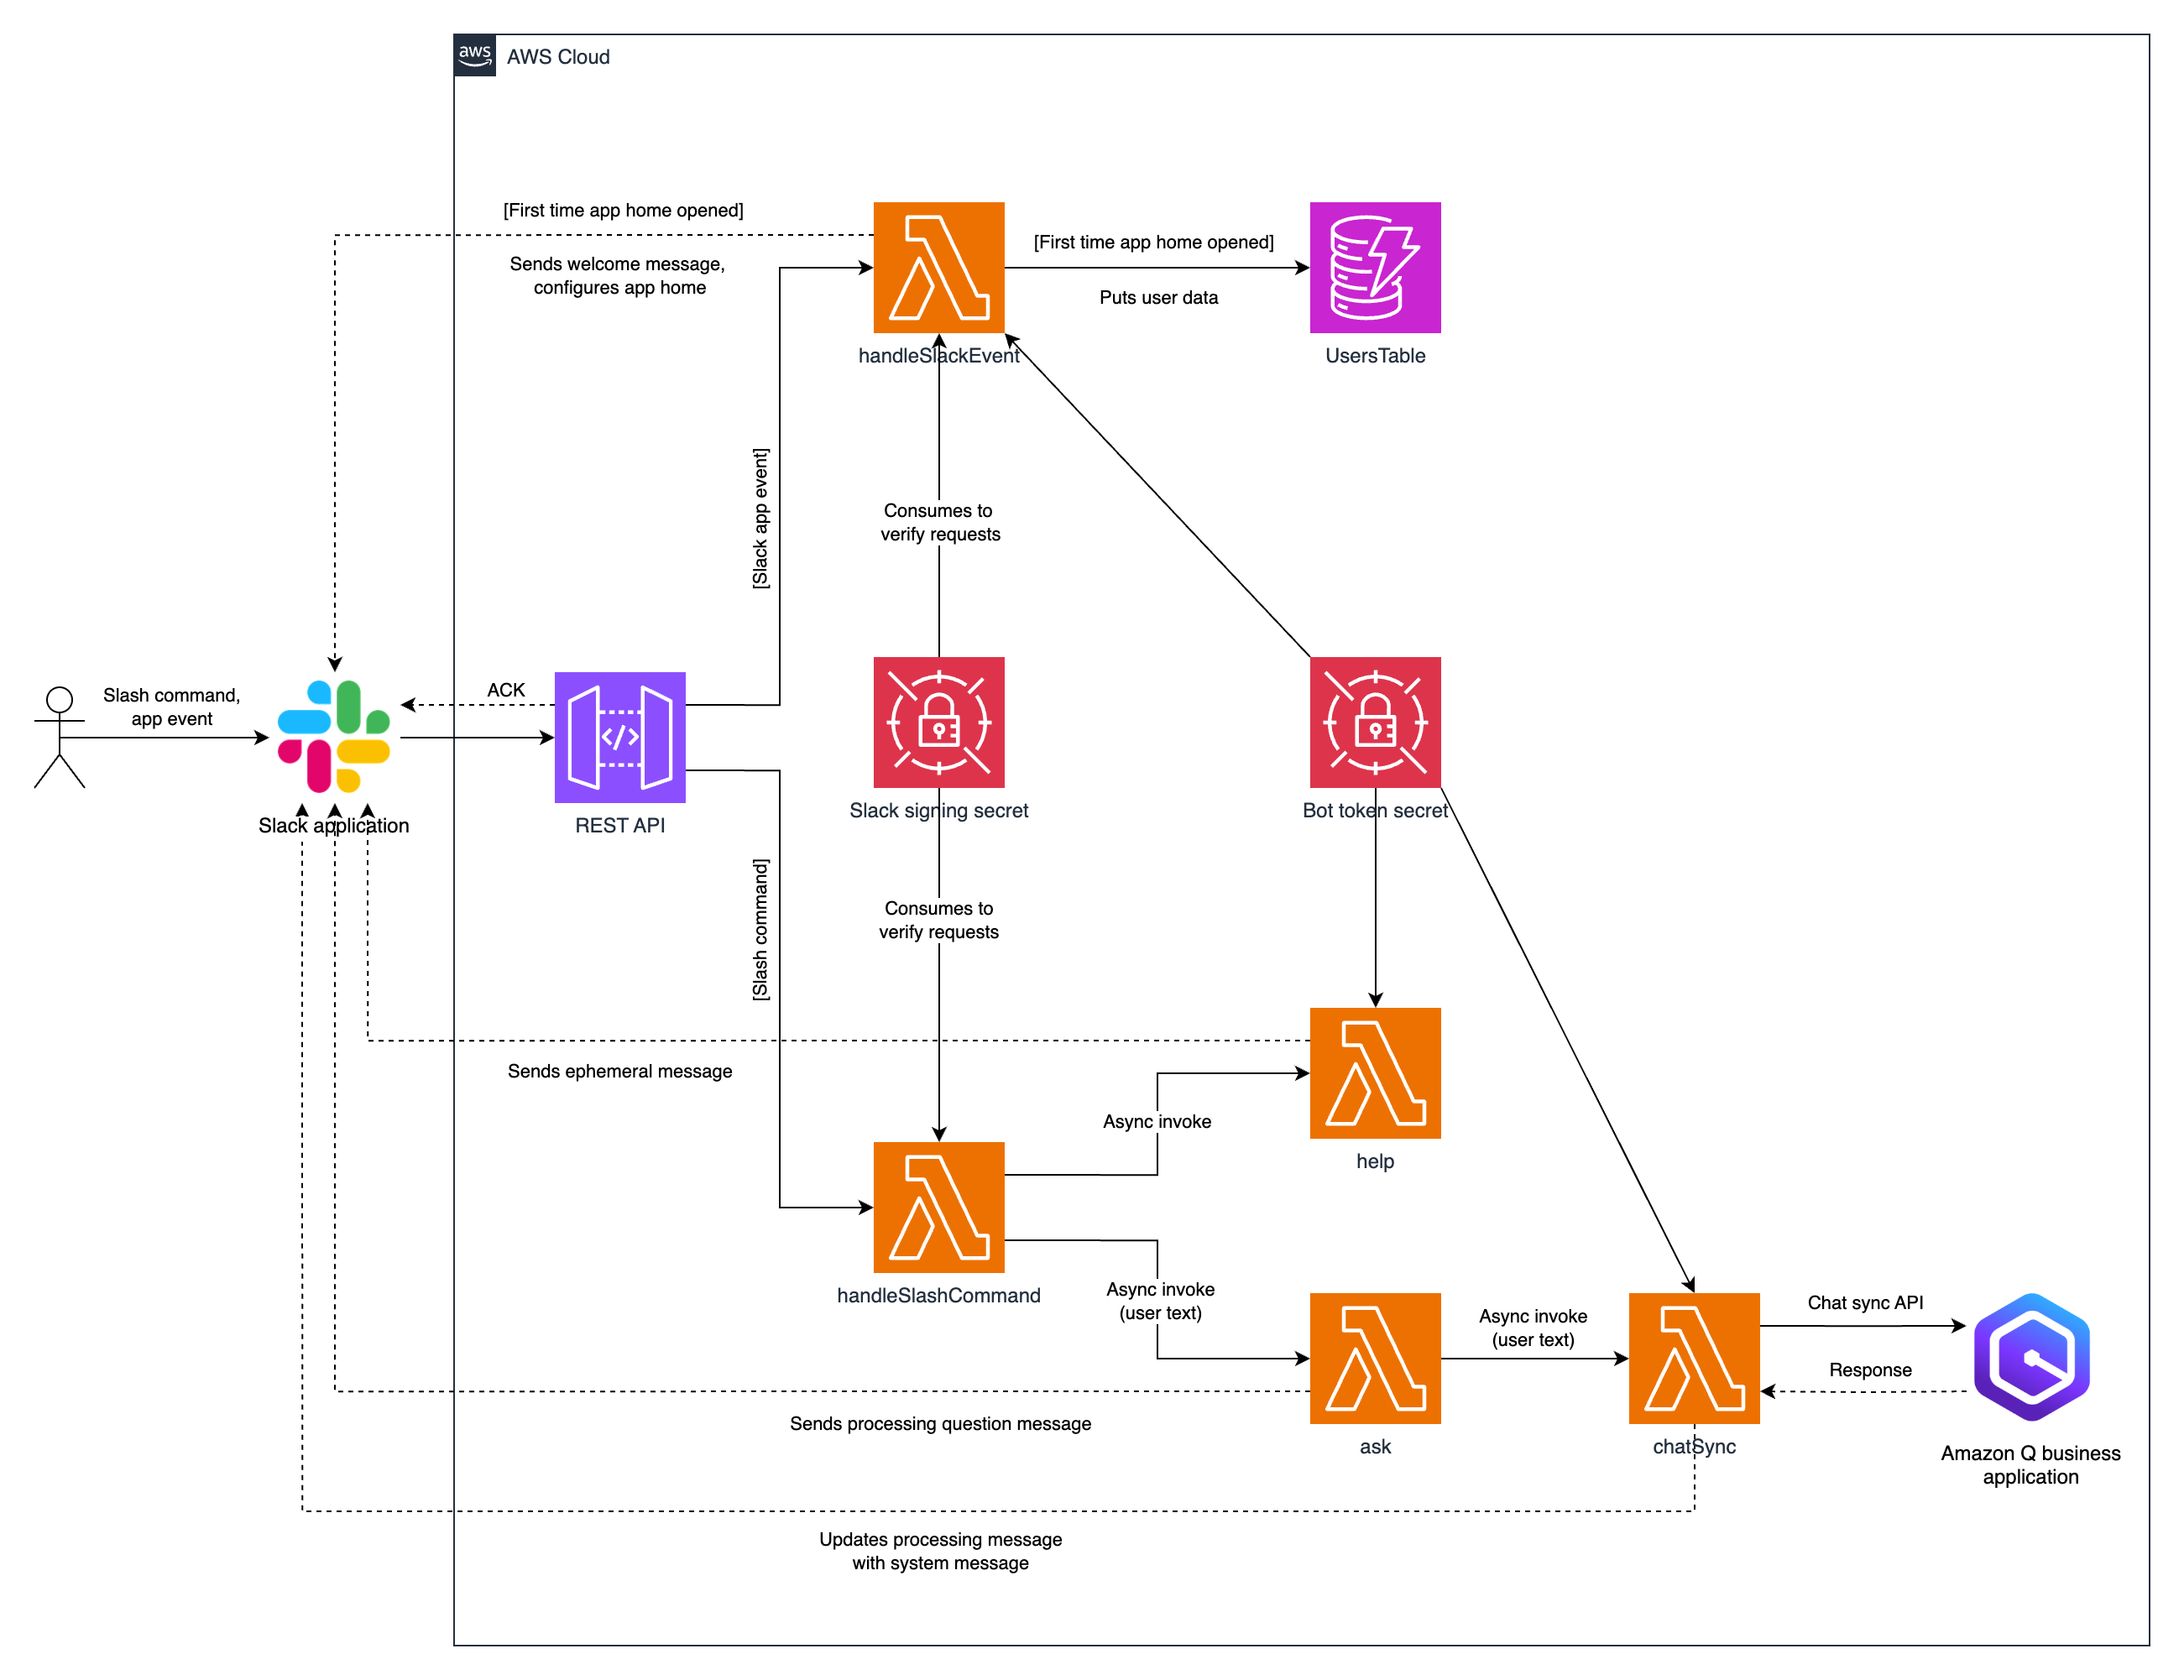 aws
AWS Cloud
[First time app home opened]
Sends welcome message,
configures app home
[First time app home opened]
Puts user data
handleSlackEvent
UsersTable
[Slack app event]
Consumes to
verify requests
Slash command,
app event
ACK
Slack application
REST API
Slack signing secret
Bot token secret
[Slash command]
Consumes to
verify requests
Sends ephemeral message
Async invoke
help
handleSlashCommand
Async invoke
(user text)
Async invoke
(user text)
Chat sync API
Response
Sends processing question message
ask
chatSync
Amazon Q business
application
Updates processing message
with system message